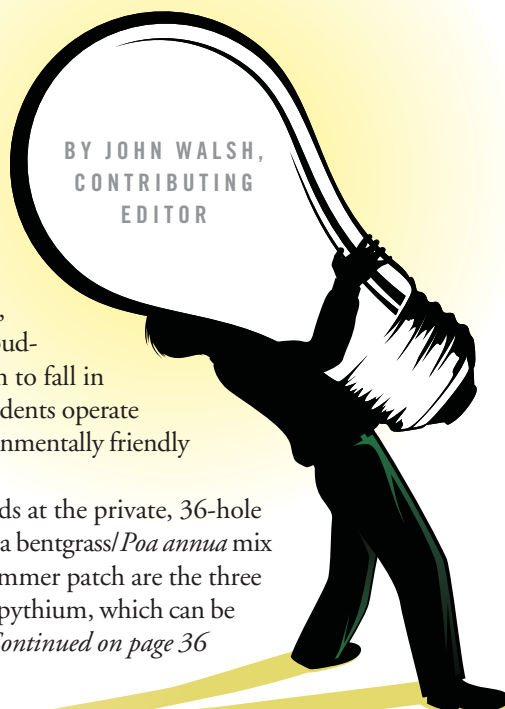 BY JOHN WALSH,
CONTRIBUTING
EDITOR
to fall in
dents operate
nmentally friendly
ds at the private, 36-hole
a bentgrass/Poa annua mix
mmer patch are the three
pythium, which can be
ontinued on page 36